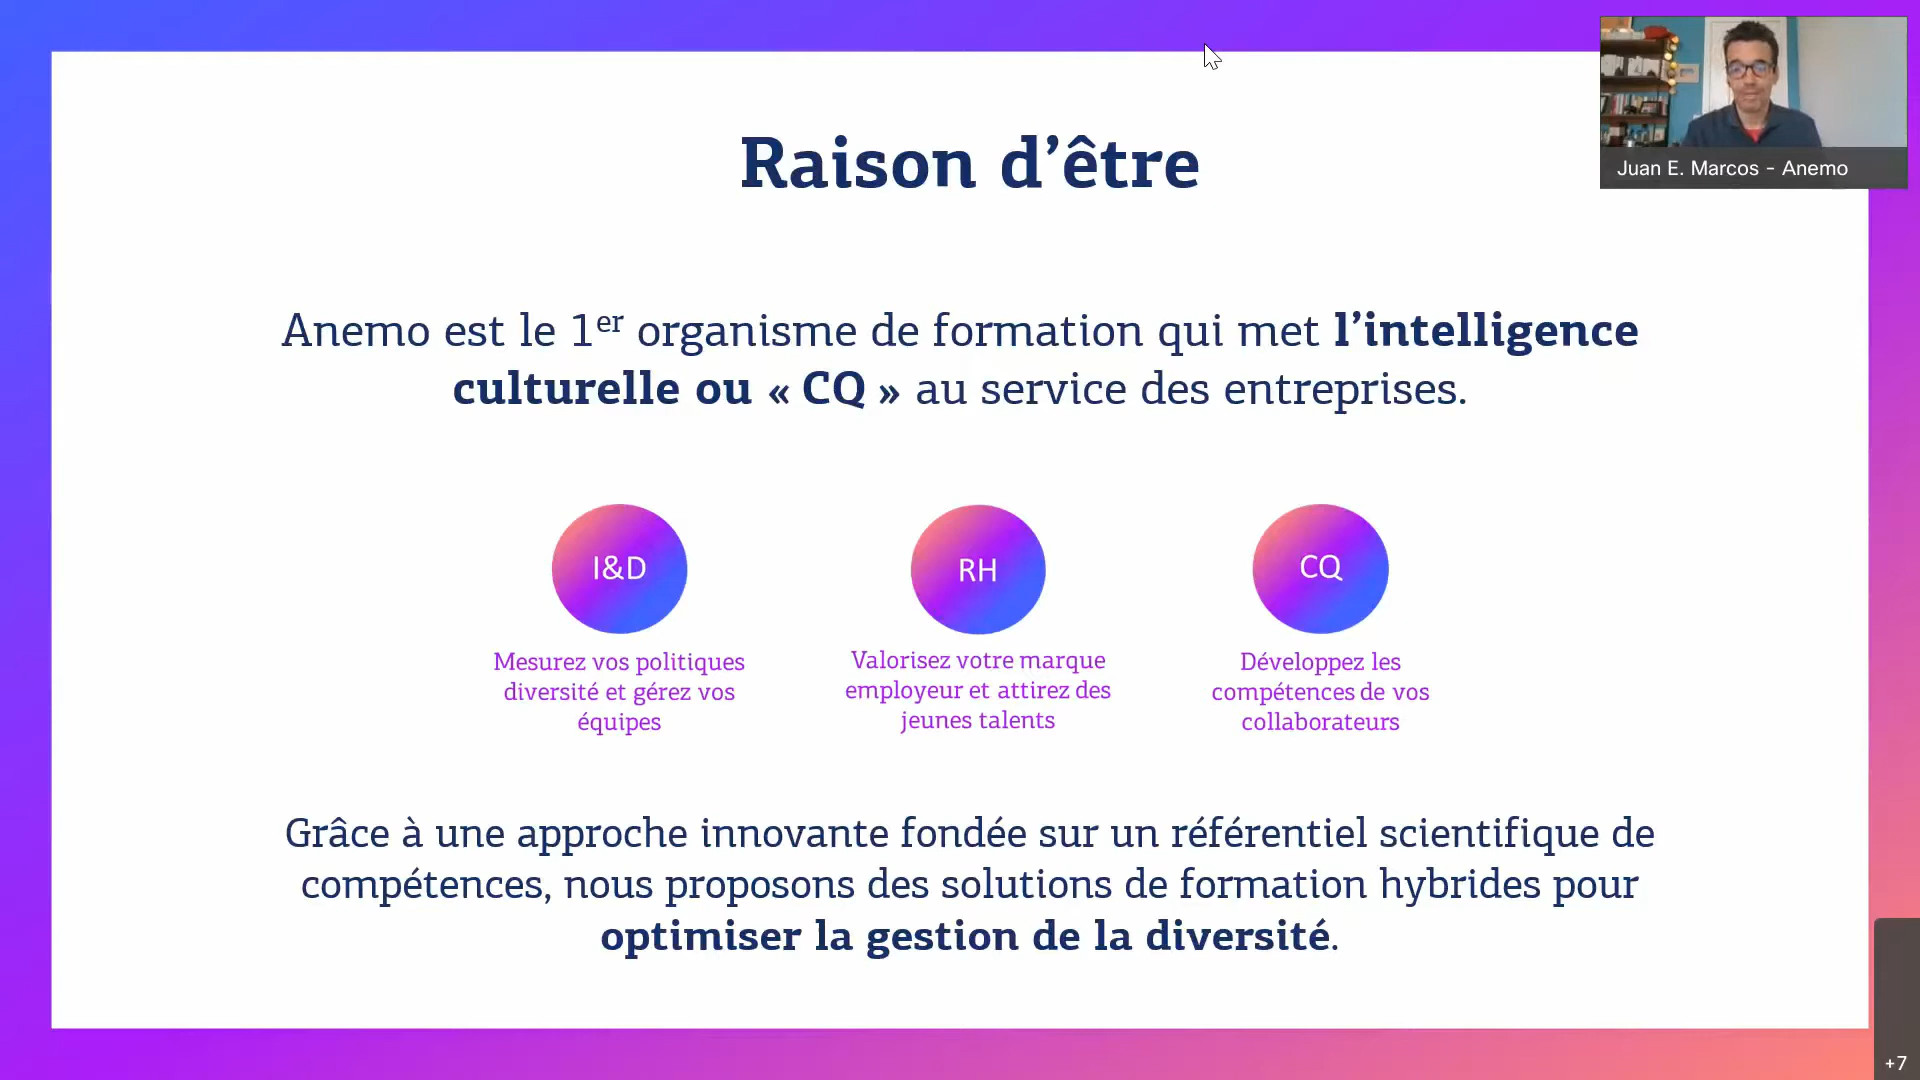 Raison d’être
Juan E. Marcos - Anemo
Anemo est le 1er organisme de formation qui met l’intelligence
culturelle ou « CQ » au service des entreprises.
I&D
RH
CQ
Mesurez vos politiques
diversité et gérez vos
équipes
Valorisez votre marque
employeur et attirez des
jeunes talents
Développez les
compétences de vos
collaborateurs
Grâce à une approche innovante fondée sur un référentiel scientifique de
compétences, nous proposons des solutions de formation hybrides pour
optimiser la gestion de la diversité.
+7